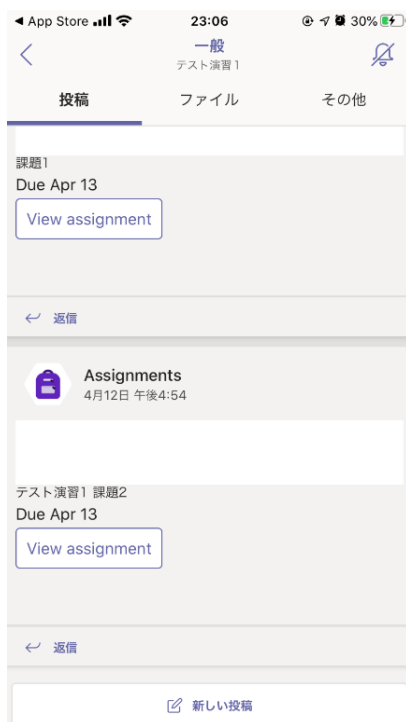 App Store
23:06
30%
一般
テスト演習1
投稿
ファイル
その他
課題1
Due Apr 13
View assignment
返信
Assignments
4月12日 午後4:54
テスト演習1 課題2
Due Apr 13
View assignment
返信
新しい投稿